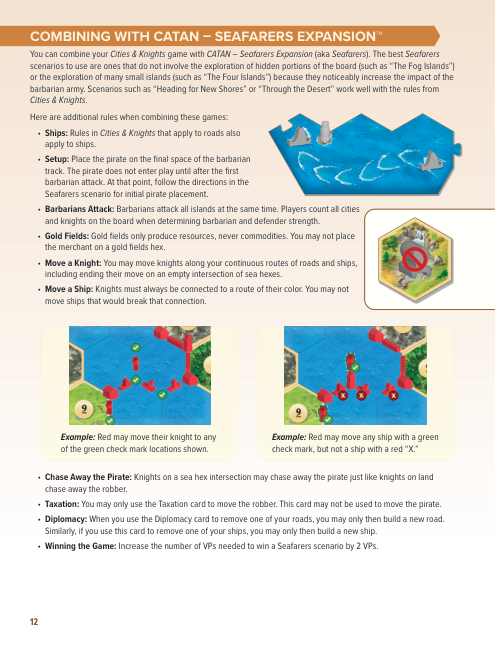 COMBINING WITH CATAN – SEAFARERS EXPANSION™
You can combine your Cities & Knights game with CATAN – Seafarers Expansion (aka Seafarers). The best Seafarers
scenarios to use are ones that do not involve the exploration of hidden portions of the board (such as “The Fog Islands”)
or the exploration of many small islands (such as “The Four Islands”) because they noticeably increase the impact of the
barbarian army. Scenarios such as “Heading for New Shores” or “Through the Desert” work well with the rules from
Cities & Knights.
Here are additional rules when combining these games:
• Ships: Rules in Cities & Knights that apply to roads also
apply to ships.
• Setup: Place the pirate on the final space of the barbarian
track. The pirate does not enter play until after the first
barbarian attack. At that point, follow the directions in the
Seafarers scenario for initial pirate placement.
• Barbarians Attack: Barbarians attack all islands at the same time. Players count all cities
and knights on the board when determining barbarian and defender strength.
• Gold Fields: Gold fields only produce resources, never commodities. You may not place
the merchant on a gold fields hex.
• Move a Knight: You may move knights along your continuous routes of roads and ships,
including ending their move on an empty intersection of sea hexes.
• Move a Ship: Knights must always be connected to a route of their color. You may not
move ships that would break that connection.
9
Example: Red may move their knight to any
of the green check mark locations shown.
X X X
9
Example: Red may move any ship with a green
check mark, but not a ship with a red “X.”
• Chase Away the Pirate: Knights on a sea hex intersection may chase away the pirate just like knights on land
chase away the robber.
• Taxation: You may only use the Taxation card to move the robber. This card may not be used to move the pirate.
• Diplomacy: When you use the Diplomacy card to remove one of your roads, you may only then build a new road.
Similarly, if you use this card to remove one of your ships, you may only then build a new ship.
• Winning the Game: Increase the number of VPs needed to win a Seafarers scenario by 2 VPs.
12